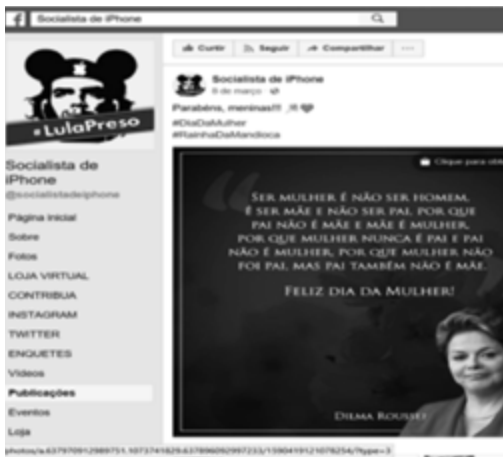 Socialista de iPhone
Curtir
Seguir
Compartilhar
Socialista de iPhone
8 de março
Parabéns, meninas!!!
#DiaDaMulher
#RainhaDaMandioca
#LulaPreso
Socialista de
iPhone
@socialistadeiphone
Página inicial
Sobre
Fotos
LOJA VIRTUAL
CONTRIBUA
INSTAGRAM
TWITTER
ENQUETES
Vídeos
Publicações
Eventos
Loja
Clique para obte
SER MULHER É NÃO SER HOMEM,
É SER MÃE E NÃO SER PAI, POR QUE
PAI NÃO É MÃE E MÃE É MULHER,
POR QUE MULHER NUNCA É PAI E PAI
NÃO É MULHER, POR QUE MULHER NÃO
FOI PAI, MAS PAI TAMBÉM NÃO É MÃE.
FELIZ DIA DA MULHER!
DILMA ROUSSEF